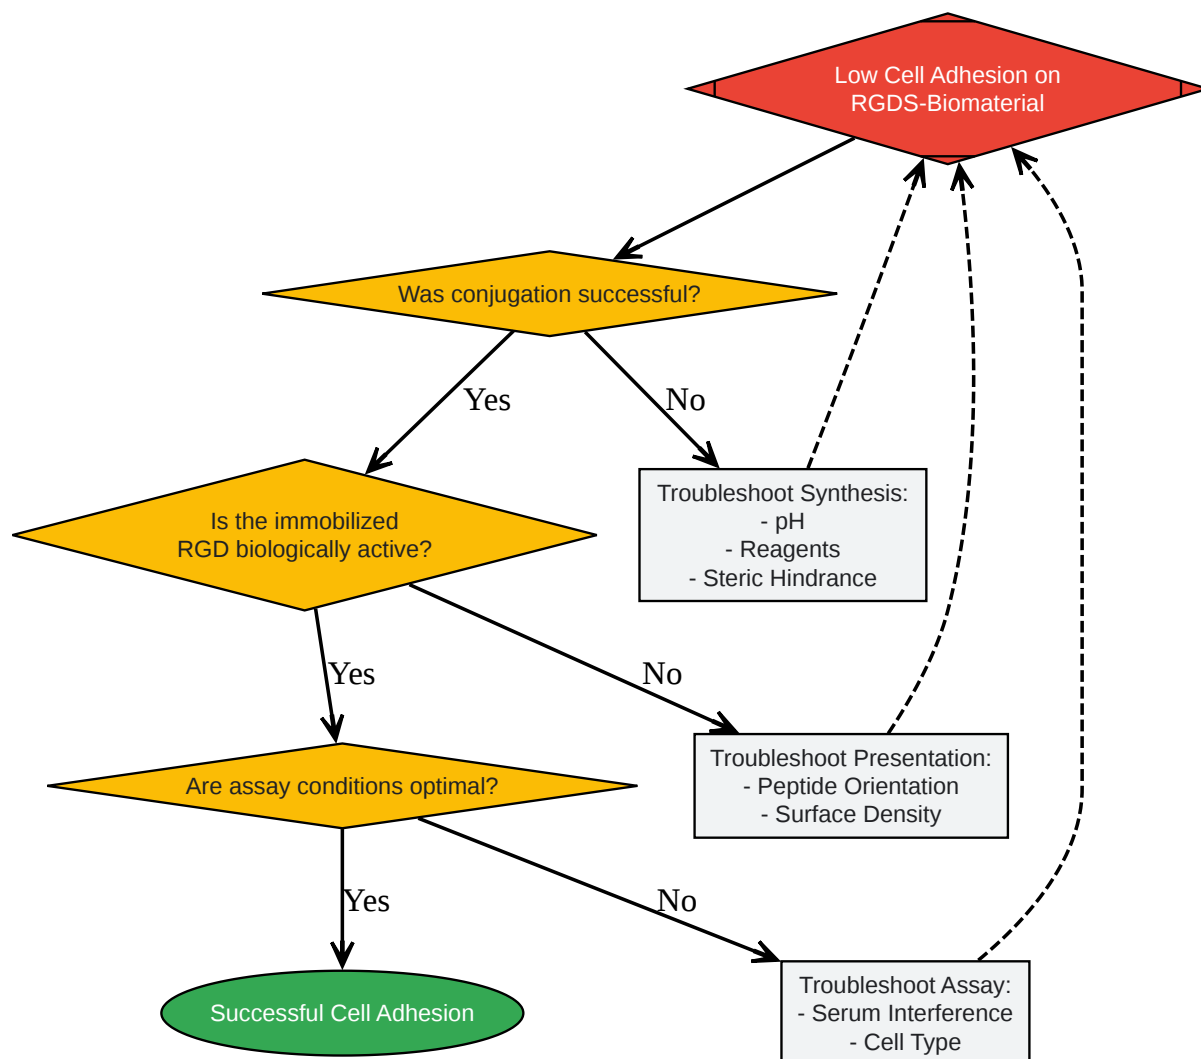 Low Cell Adhesion on
RGDS-Biomaterial
Was conjugation successful?
Yes
No
Is the immobilized
RGD biologically active?
Troubleshoot Synthesis:
- pH
- Reagents
- Steric Hindrance
Yes
No
Are assay conditions optimal?
Troubleshoot Presentation:
- Peptide Orientation
- Surface Density
Yes
No
Successful Cell Adhesion
Troubleshoot Assay:
- Serum Interference
- Cell Type